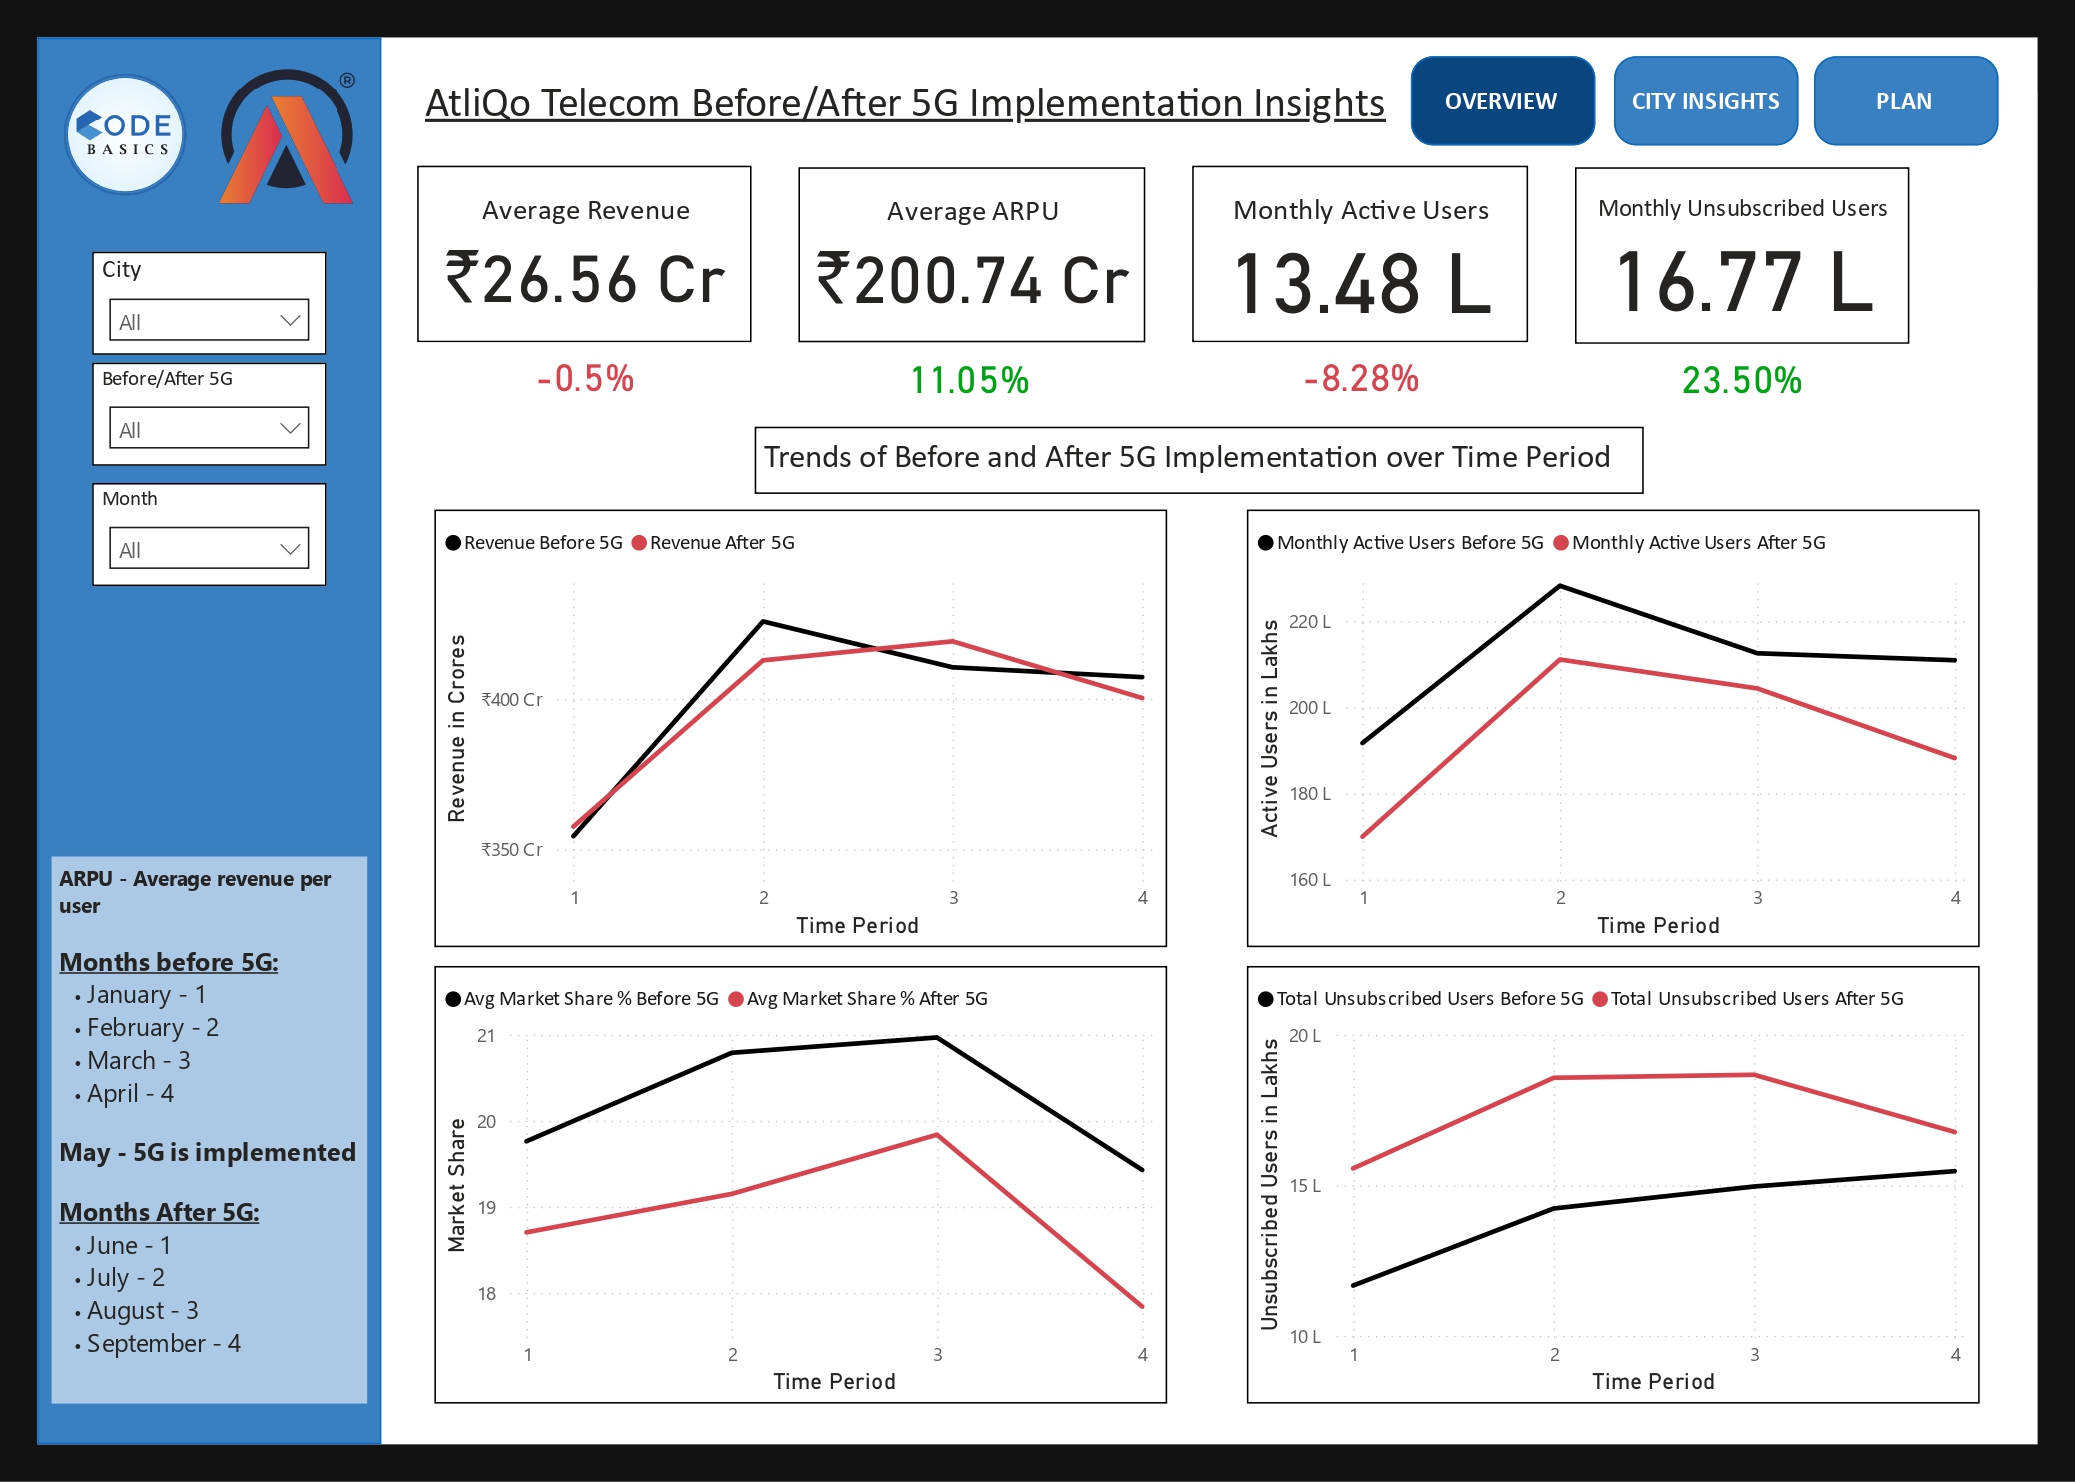 CODE
BASICS
®
AtliQo Telecom Before/After 5G Implementation Insights
OVERVIEW
CITY INSIGHTS
PLAN
City
All
Before/After 5G
All
Month
All
Average Revenue
₹26.56 Cr
-0.5%
Average ARPU
₹200.74 Cr
11.05%
Monthly Active Users
13.48 L
-8.28%
Monthly Unsubscribed Users
16.77 L
23.50%
Trends of Before and After 5G Implementation over Time Period
Revenue Before 5G Revenue After 5G
Revenue in Crores
₹400 Cr
₹350 Cr
1 2 3 4
Time Period
Monthly Active Users Before 5G Monthly Active Users After 5G
Active Users in Lakhs
220 L
200 L
180 L
160 L
1 2 3 4
Time Period
ARPU - Average revenue per
user
Months before 5G:
• January - 1
• February - 2
• March - 3
• April - 4
May - 5G is implemented
Months After 5G:
• June - 1
• July - 2
• August - 3
• September - 4
Avg Market Share % Before 5G Avg Market Share % After 5G
Market Share
21
20
19
18
1 2 3 4
Time Period
Total Unsubscribed Users Before 5G Total Unsubscribed Users After 5G
Unsubscribed Users in Lakhs
20 L
15 L
10 L
1 2 3 4
Time Period